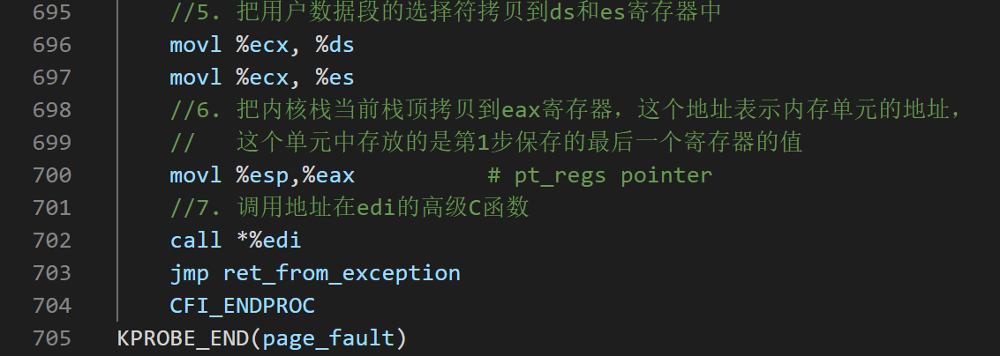 695 //5. 把用户数据段的选择符拷贝到ds和es寄存器中
696 movl %ecx, %ds
697 movl %ecx, %es
698 //6. 把内核栈当前栈顶拷贝到eax寄存器，这个地址表示内存单元的地址，
699 // 这个单元中存放的是第1步保存的最后一个寄存器的值
700 movl %esp,%eax # pt_regs pointer
701 //7. 调用地址在edi的高级C函数
702 call *%edi
703 jmp ret_from_exception
704 CFI_ENDPROC
705 KPROBE_END(page_fault)